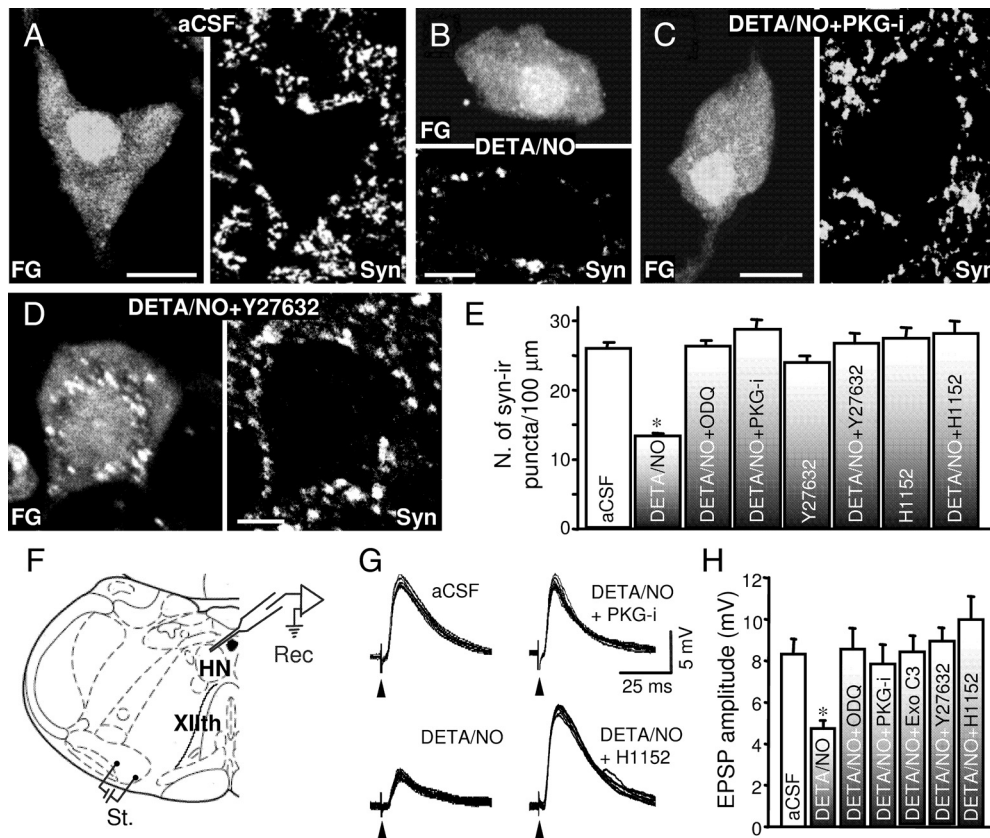 A
aCSF
FG
Syn
B
FG
DETA/NO
Syn
C
DETA/NO+PKG-i
FG
Syn
D
DETA/NO+Y27632
FG
Syn
E
N. of syn-ir
puncta/100 µm
30
20
10
0
aCSF
DETA/NO
*
DETA/NO+ODQ
DETA/NO+PKG-i
Y27632
DETA/NO+Y27632
H1152
DETA/NO+H1152
F
HN
Rec
XIIth
St.
G
aCSF
DETA/NO
+ PKG-i
5 mV
25 ms
DETA/NO
DETA/NO
+ H1152
H
EPSP amplitude (mV)
12
10
8
6
4
2
0
aCSF
DETA/NO
*
DETA/NO+ODQ
DETA/NO+PKG-i
DETA/NO+Exo C3
DETA/NO+Y27632
DETA/NO+H1152